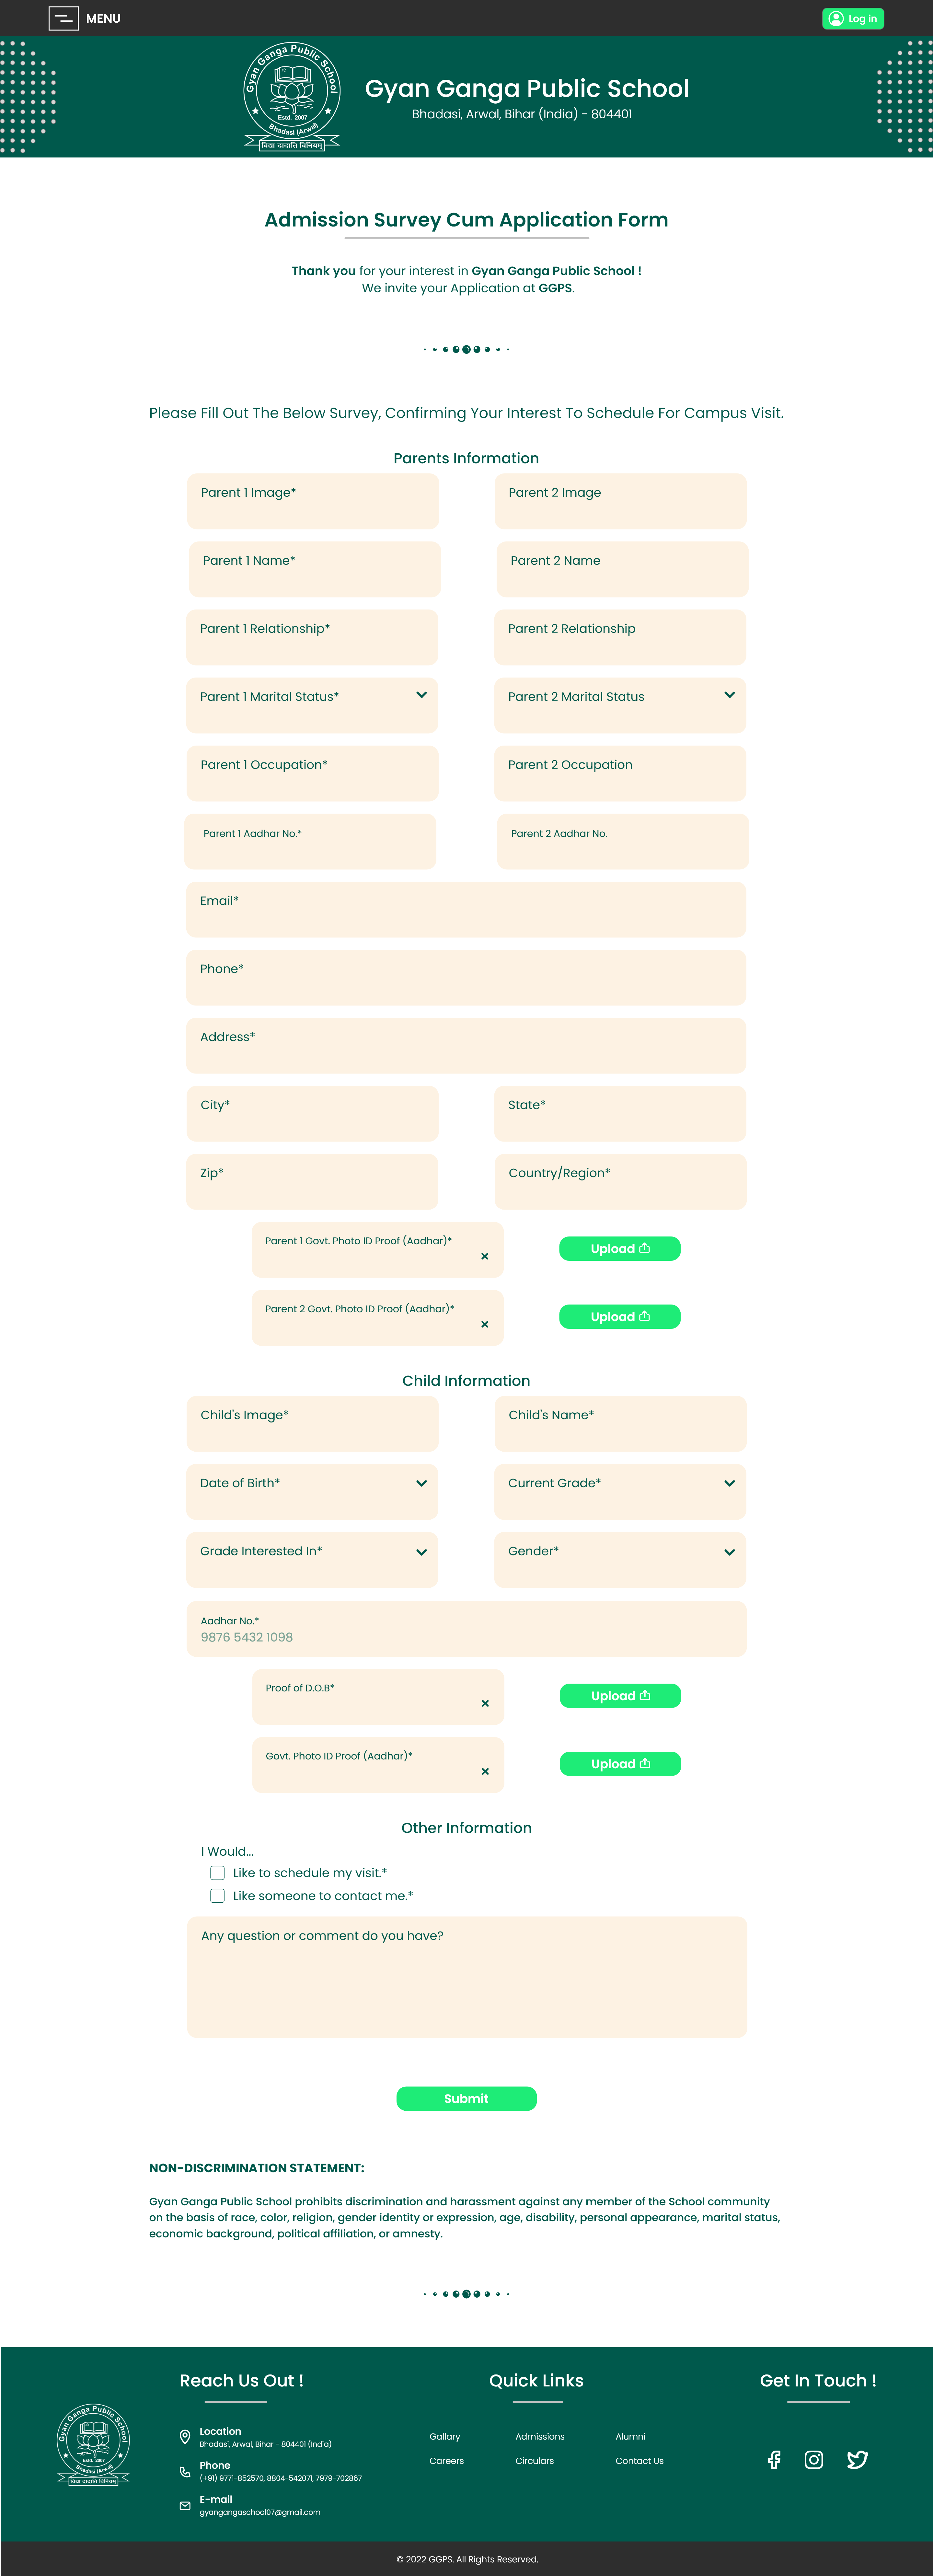 MENU
Log in
Gyan Ganga Public School
Estd. 2007
Bhadasi (Arwal)
विद्या दादाति विनियम्
Gyan Ganga Public School
Bhadasi, Arwal, Bihar (India) - 804401
Admission Survey Cum Application Form
Thank you for your interest in Gyan Ganga Public School !
We invite your Application at GGPS.
Please Fill Out The Below Survey, Confirming Your Interest To Schedule For Campus Visit.
Parents Information
Parent 1 Image*
Parent 2 Image
Parent 1 Name*
Parent 2 Name
Parent 1 Relationship*
Parent 2 Relationship
Parent 1 Marital Status*
Parent 2 Marital Status
Parent 1 Occupation*
Parent 2 Occupation
Parent 1 Aadhar No.*
Parent 2 Aadhar No.
Email*
Phone*
Address*
City*
State*
Zip*
Country/Region*
Parent 1 Govt. Photo ID Proof (Aadhar)*
Upload
Parent 2 Govt. Photo ID Proof (Aadhar)*
Upload
Child Information
Child's Image*
Child's Name*
Date of Birth*
Current Grade*
Grade Interested In*
Gender*
Aadhar No.*
9876 5432 1098
Proof of D.O.B*
Upload
Govt. Photo ID Proof (Aadhar)*
Upload
Other Information
I Would...
Like to schedule my visit.*
Like someone to contact me.*
Any question or comment do you have?
Submit
NON-DISCRIMINATION STATEMENT:
Gyan Ganga Public School prohibits discrimination and harassment against any member of the School community
on the basis of race, color, religion, gender identity or expression, age, disability, personal appearance, marital status,
economic background, political affiliation, or amnesty.
Reach Us Out !
Quick Links
Get In Touch !
Gyan Ganga Public School
Estd. 2007
Bhadasi (Arwal)
विद्या दादाति विनियम्
Location
Bhadasi, Arwal, Bihar - 804401 (India)
Phone
(+91) 9771-852570, 8804-542071, 7979-702867
E-mail
gyangangaschool07@gmail.com
Gallary
Admissions
Alumni
Careers
Circulars
Contact Us
© 2022 GGPS. All Rights Reserved.